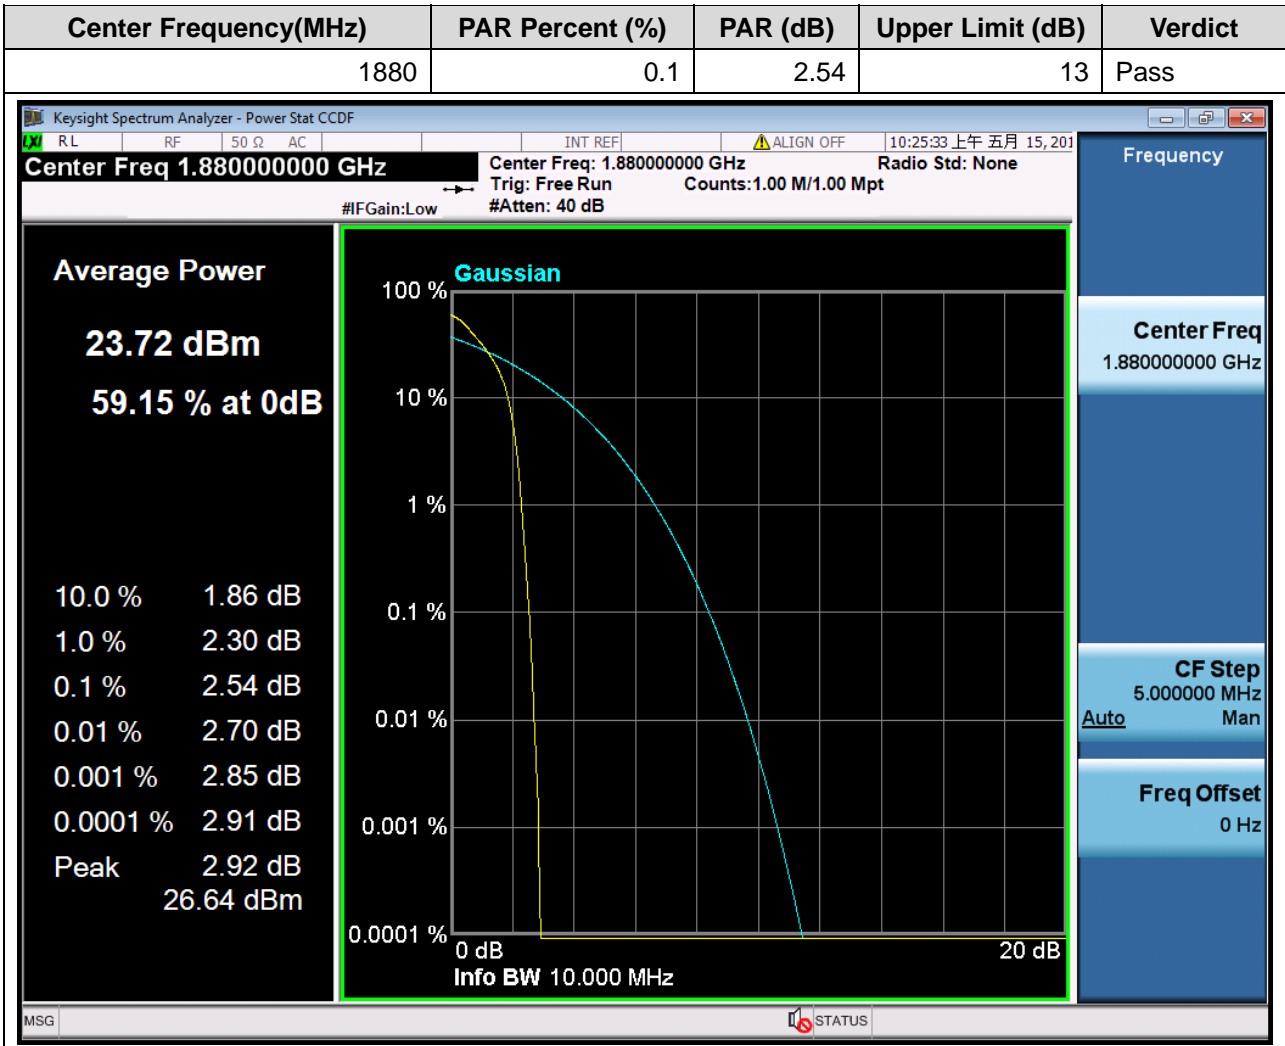 Center Frequency(MHz) PAR Percent (%) PAR (dB) Upper Limit (dB) Verdict
1880 0.1 2.54 13 Pass
Keysight Spectrum Analyzer - Power Stat CCDF
LXI RL RF 50 Ω AC INT REF ALIGN OFF 10:25:33 上午 五月 15, 201
Center Freq 1.880000000 GHz
#IFGain:Low
Center Freq: 1.880000000 GHz Radio Std: None
Trig: Free Run Counts:1.00 M/1.00 Mpt
#Atten: 40 dB
Average Power
23.72 dBm
59.15 % at 0dB
10.0 % 1.86 dB
1.0 % 2.30 dB
0.1 % 2.54 dB
0.01 % 2.70 dB
0.001 % 2.85 dB
0.0001 % 2.91 dB
Peak 2.92 dB
26.64 dBm
Gaussian
100 %
10 %
1 %
0.1 %
0.01 %
0.001 %
0.0001 %
0 dB 20 dB
Info BW 10.000 MHz
Frequency
Center Freq
1.880000000 GHz
CF Step
5.000000 MHz
Auto Man
Freq Offset
0 Hz
MSG STATUS